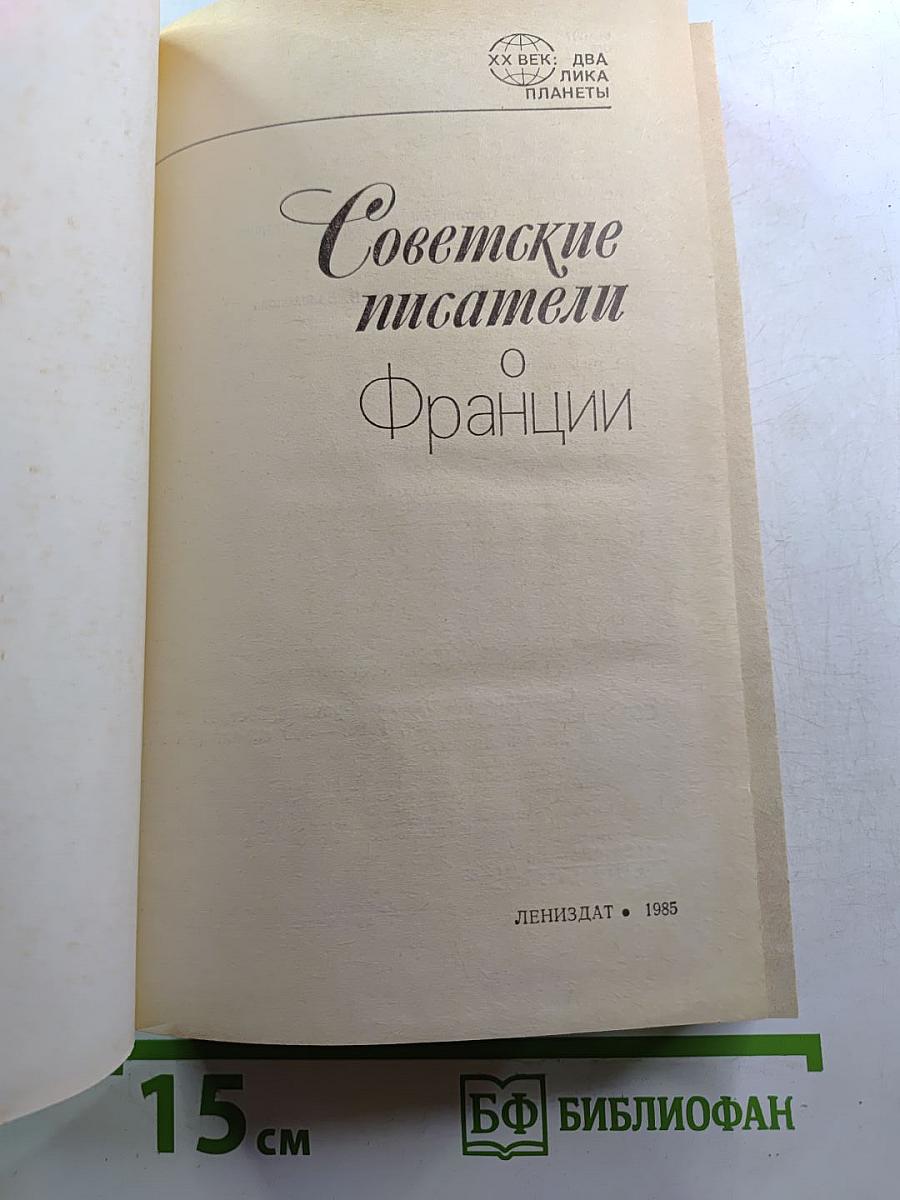 XX ВЕК: ДВА
ЛИКА
ПЛАНЕТЫ
Советские
писатели
о
Франции
ЛЕНИЗДАТ • 1985
15 см
БФ БИБЛИОФАН